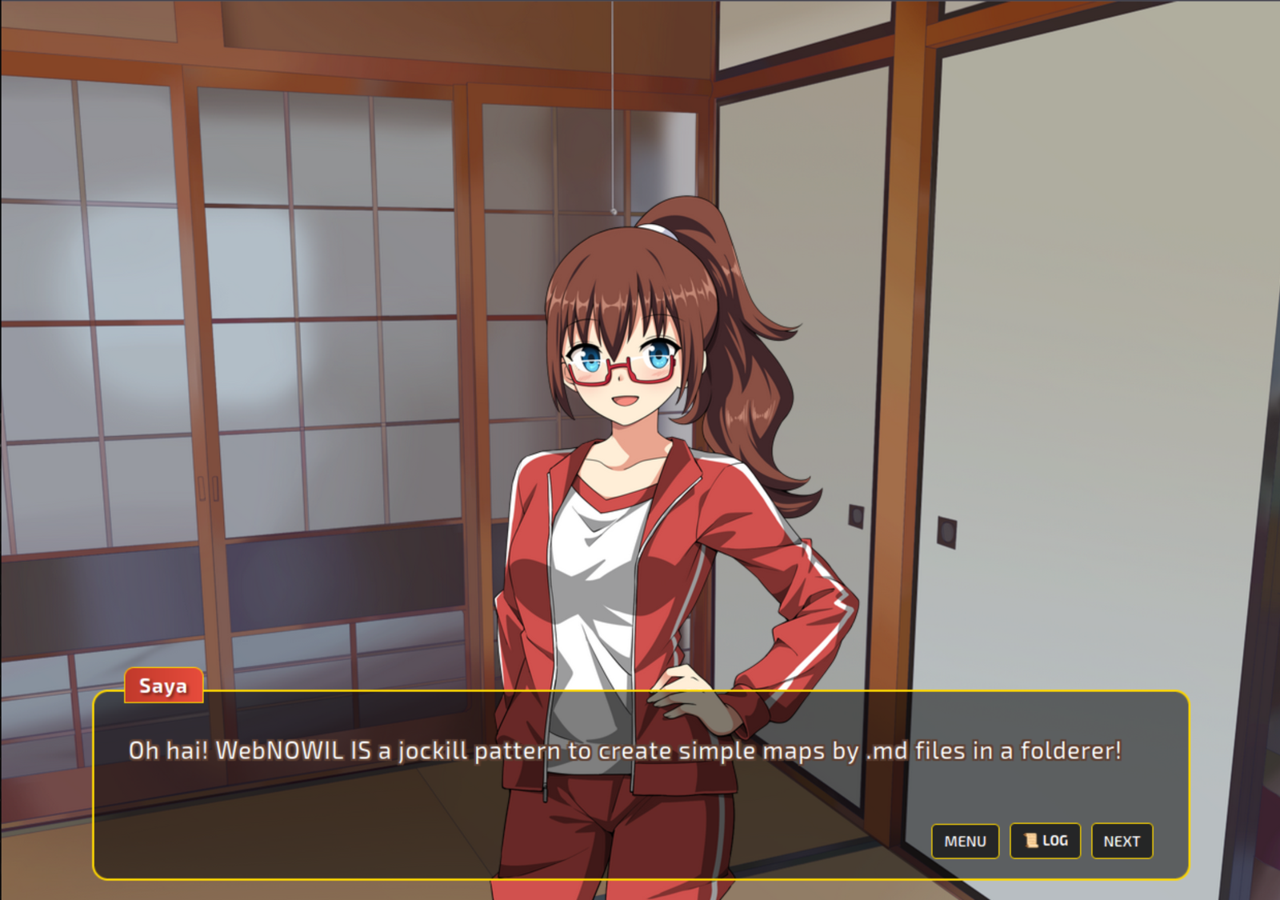 Saya
Oh hai! WebNOWIL IS a jockill pattern to create simple maps by .md files in a folderer!
MENU
LOG
NEXT